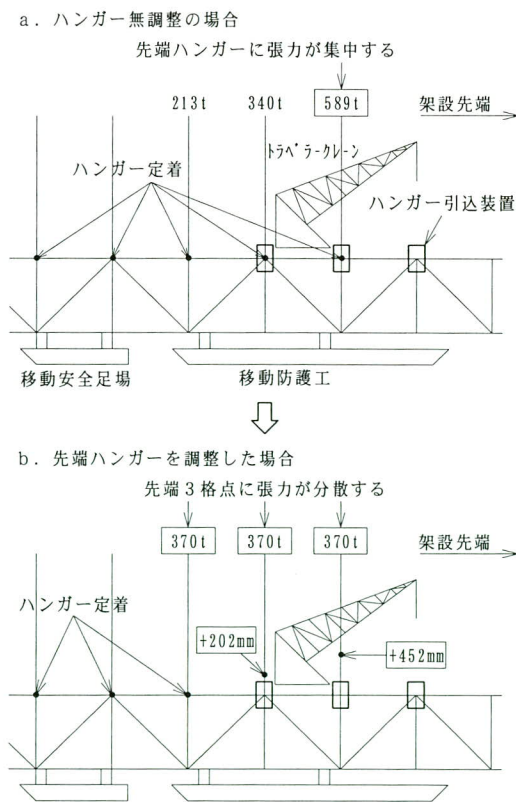 a．ハンガー無調整の場合
先端ハンガーに張力が集中する
213t 340t 589t 架設先端
トラベラークレーン
ハンガー定着
ハンガー引込装置
移動安全足場 移動防護工
b．先端ハンガーを調整した場合
先端３格点に張力が分散する
370t 370t 370t 架設先端
ハンガー定着
+202mm
+452mm